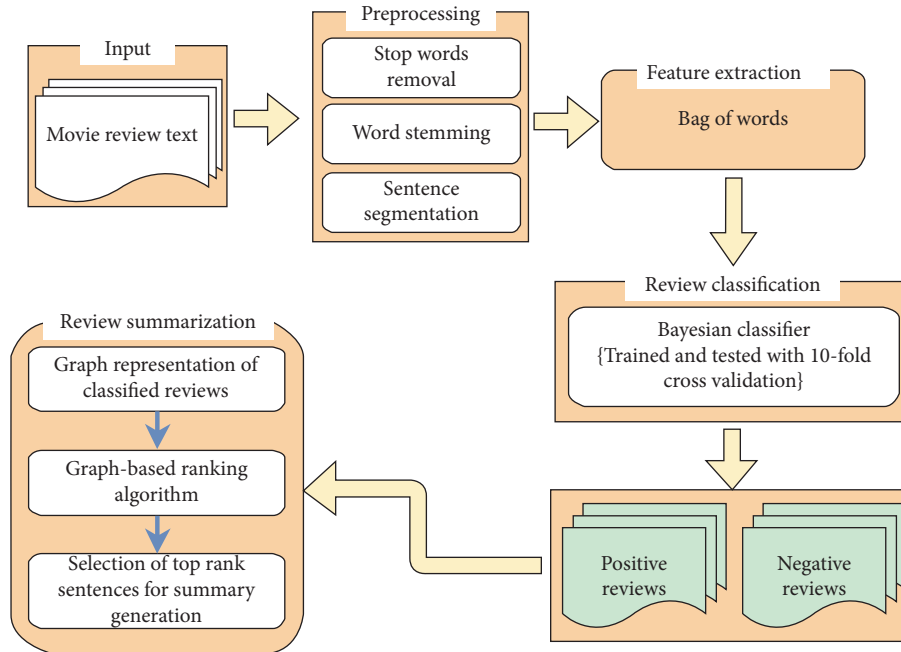 Input
Movie review text
Preprocessing
Stop words
removal
Word stemming
Sentence
segmentation
Feature extraction
Bag of words
Review classification
Bayesian classifier
{Trained and tested with 10-fold
cross validation}
Positive
reviews
Negative
reviews
Review summarization
Graph representation of
classified reviews
Graph-based ranking
algorithm
Selection of top rank
sentences for summary
generation